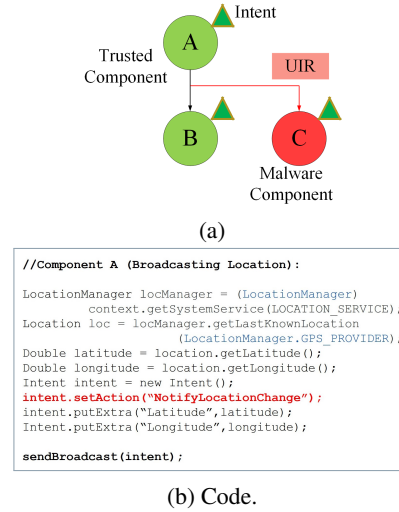 A
Intent
Trusted
Component
UIR
B
C
Malware
Component
(a)
//Component A (Broadcasting Location):
LocationManager locManager = (LocationManager)
context.getSystemService(LOCATION_SERVICE);
Location loc = locManager.getLastKnownLocation
(LocationManager.GPS_PROVIDER);
Double latitude = location.getLatitude();
Double longitude = location.getLongitude();
Intent intent = new Intent();
intent.setAction(“NotifyLocationChange”);
intent.putExtra(“Latitude”,latitude);
Intent.putExtra(“Longitude”,longitude);
sendBroadcast(intent);
(b) Code.